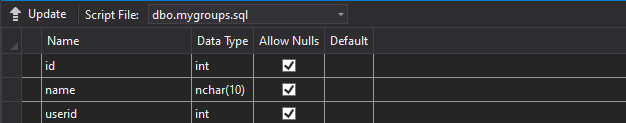 Update Script File: dbo.mygroups.sql
Name Data Type Allow Nulls Default
id int
name nchar(10)
userid int